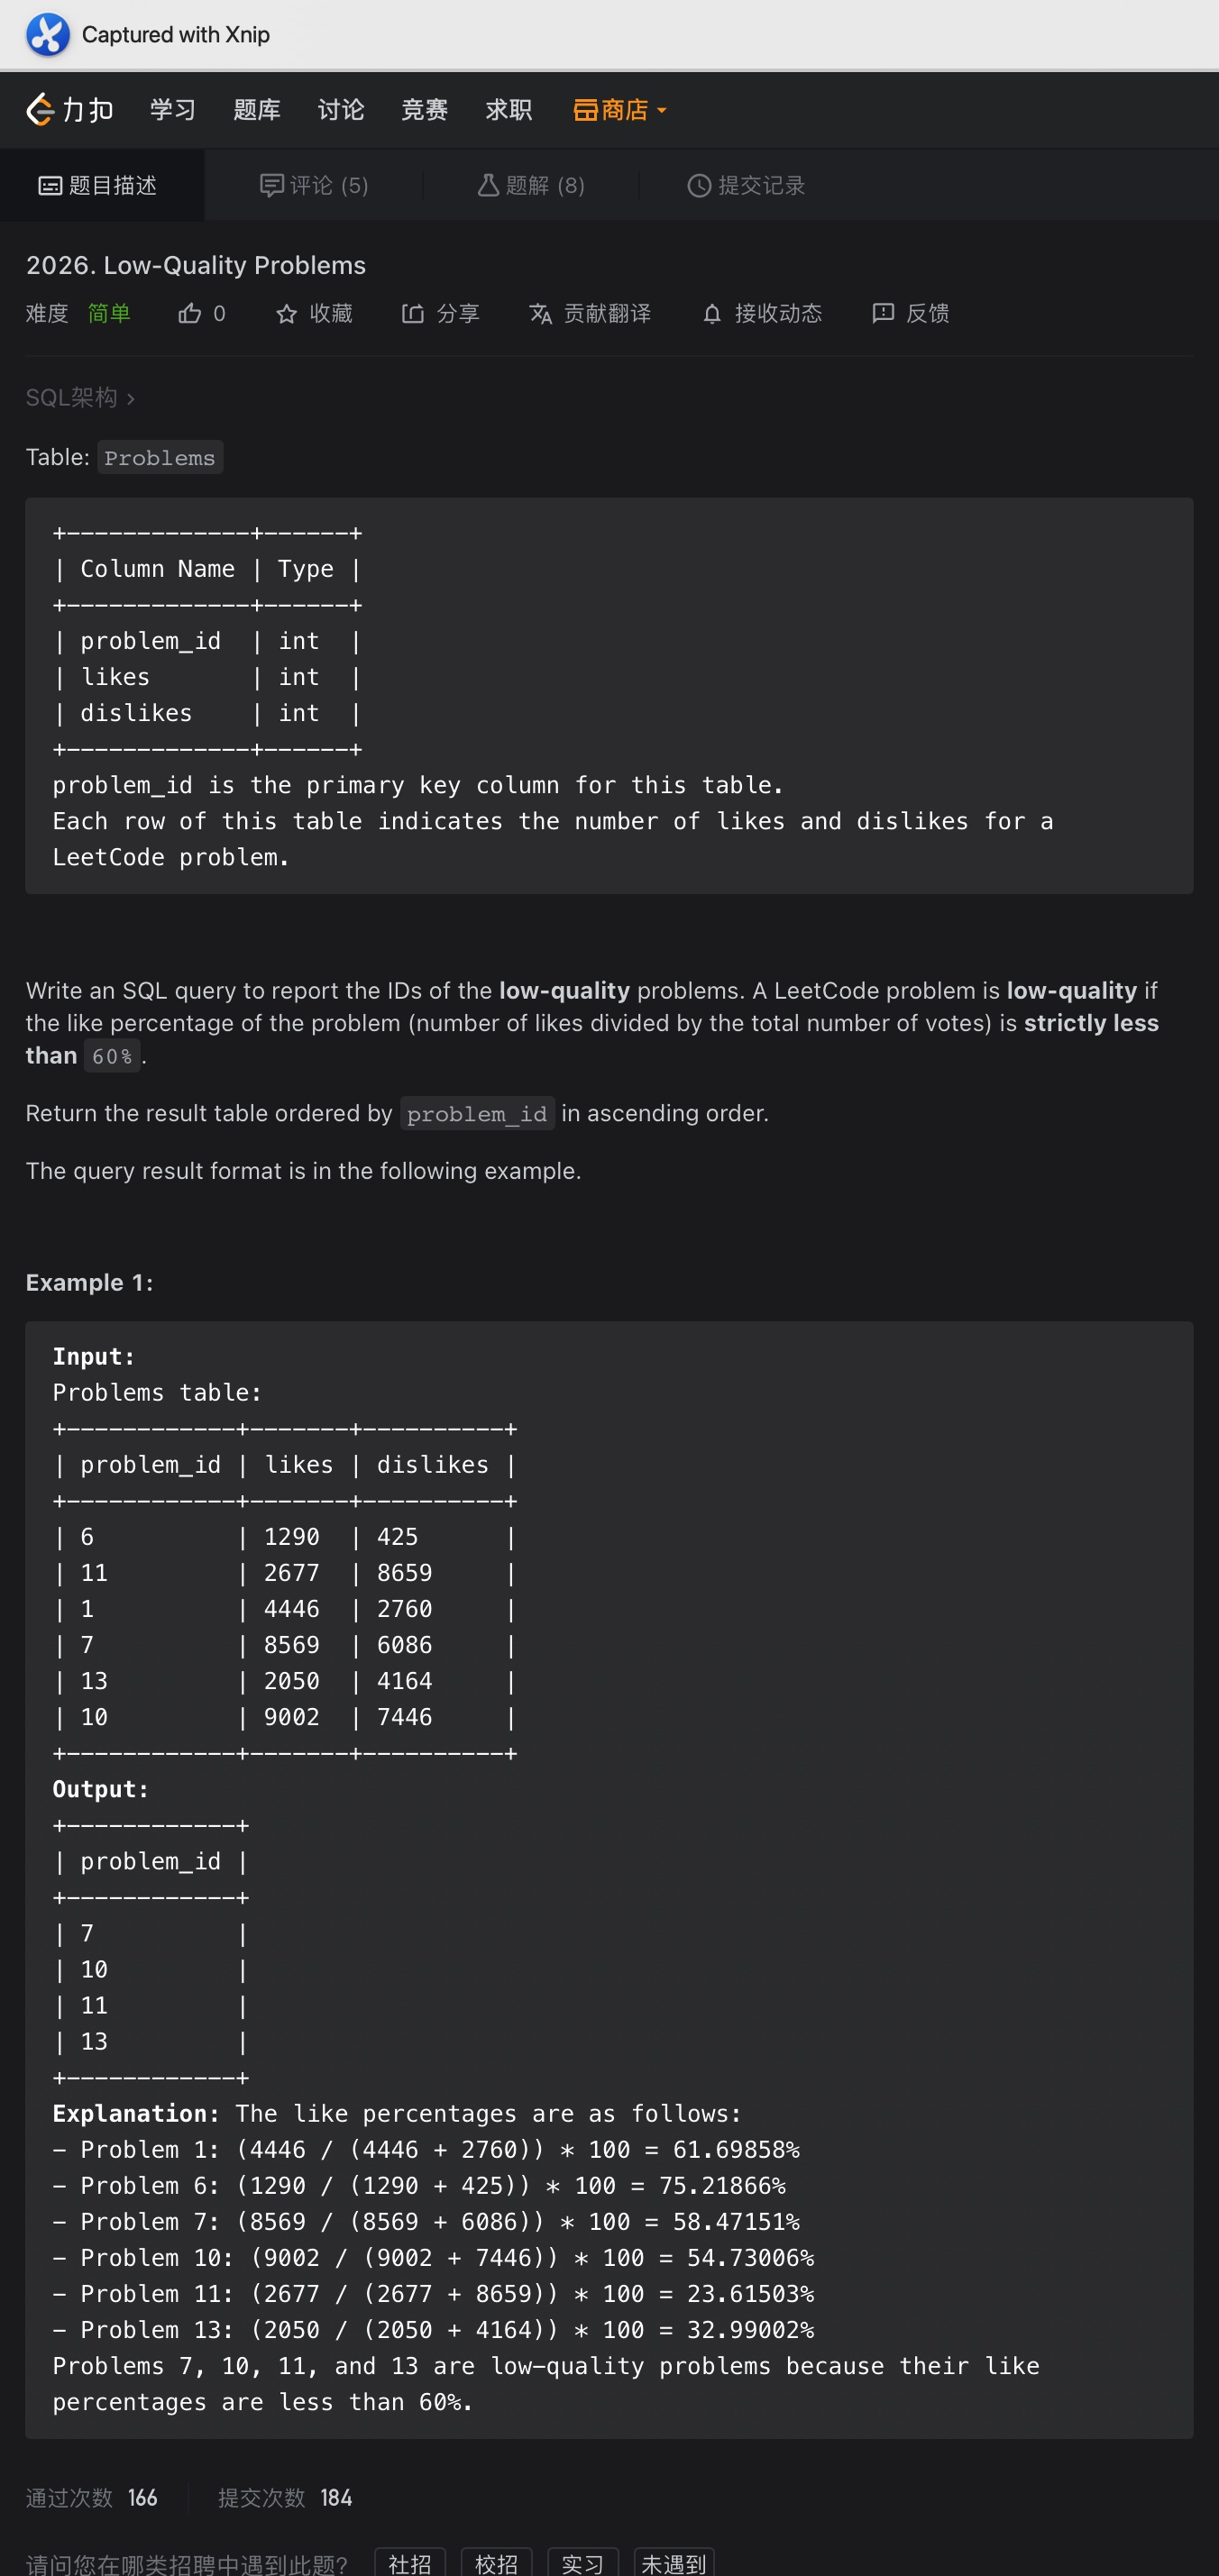 Captured with Xnip
力扣 学习 题库 讨论 竞赛 求职 商店
题目描述 评论 (5) 题解 (8) 提交记录
2026. Low-Quality Problems
难度 简单 0 收藏 分享 贡献翻译 接收动态 反馈
SQL架构 >
Table: Problems
+-------------+------+
| Column Name | Type |
+-------------+------+
| problem_id  | int  |
| likes       | int  |
| dislikes    | int  |
+-------------+------+
problem_id is the primary key column for this table.
Each row of this table indicates the number of likes and dislikes for a
LeetCode problem.
Write an SQL query to report the IDs of the low-quality problems. A LeetCode problem is low-quality if
the like percentage of the problem (number of likes divided by the total number of votes) is strictly less
than 60%.
Return the result table ordered by problem_id in ascending order.
The query result format is in the following example.
Example 1:
Input:
Problems table:
+------------+-------+----------+
| problem_id | likes | dislikes |
+------------+-------+----------+
| 6          | 1290  | 425      |
| 11         | 2677  | 8659     |
| 1          | 4446  | 2760     |
| 7          | 8569  | 6086     |
| 13         | 2050  | 4164     |
| 10         | 9002  | 7446     |
+------------+-------+----------+
Output:
+------------+
| problem_id |
+------------+
| 7          |
| 10         |
| 11         |
| 13         |
+------------+
Explanation: The like percentages are as follows:
- Problem 1: (4446 / (4446 + 2760)) * 100 = 61.69858%
- Problem 6: (1290 / (1290 + 425)) * 100 = 75.21866%
- Problem 7: (8569 / (8569 + 6086)) * 100 = 58.47151%
- Problem 10: (9002 / (9002 + 7446)) * 100 = 54.73006%
- Problem 11: (2677 / (2677 + 8659)) * 100 = 23.61503%
- Problem 13: (2050 / (2050 + 4164)) * 100 = 32.99002%
Problems 7, 10, 11, and 13 are low-quality problems because their like
percentages are less than 60%.
通过次数 166 提交次数 184
请问您在哪类招聘中遇到此题? 社招 校招 实习 未遇到